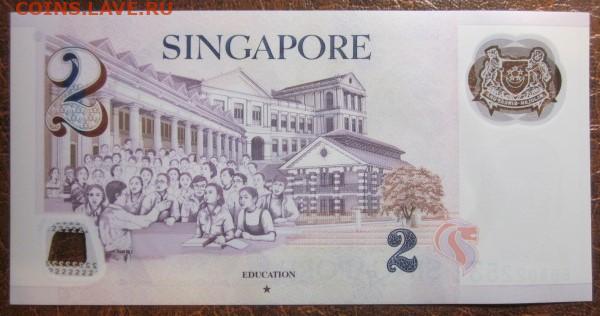 COINS.LAVE.RU
SINGAPORE
2
2
EDUCATION